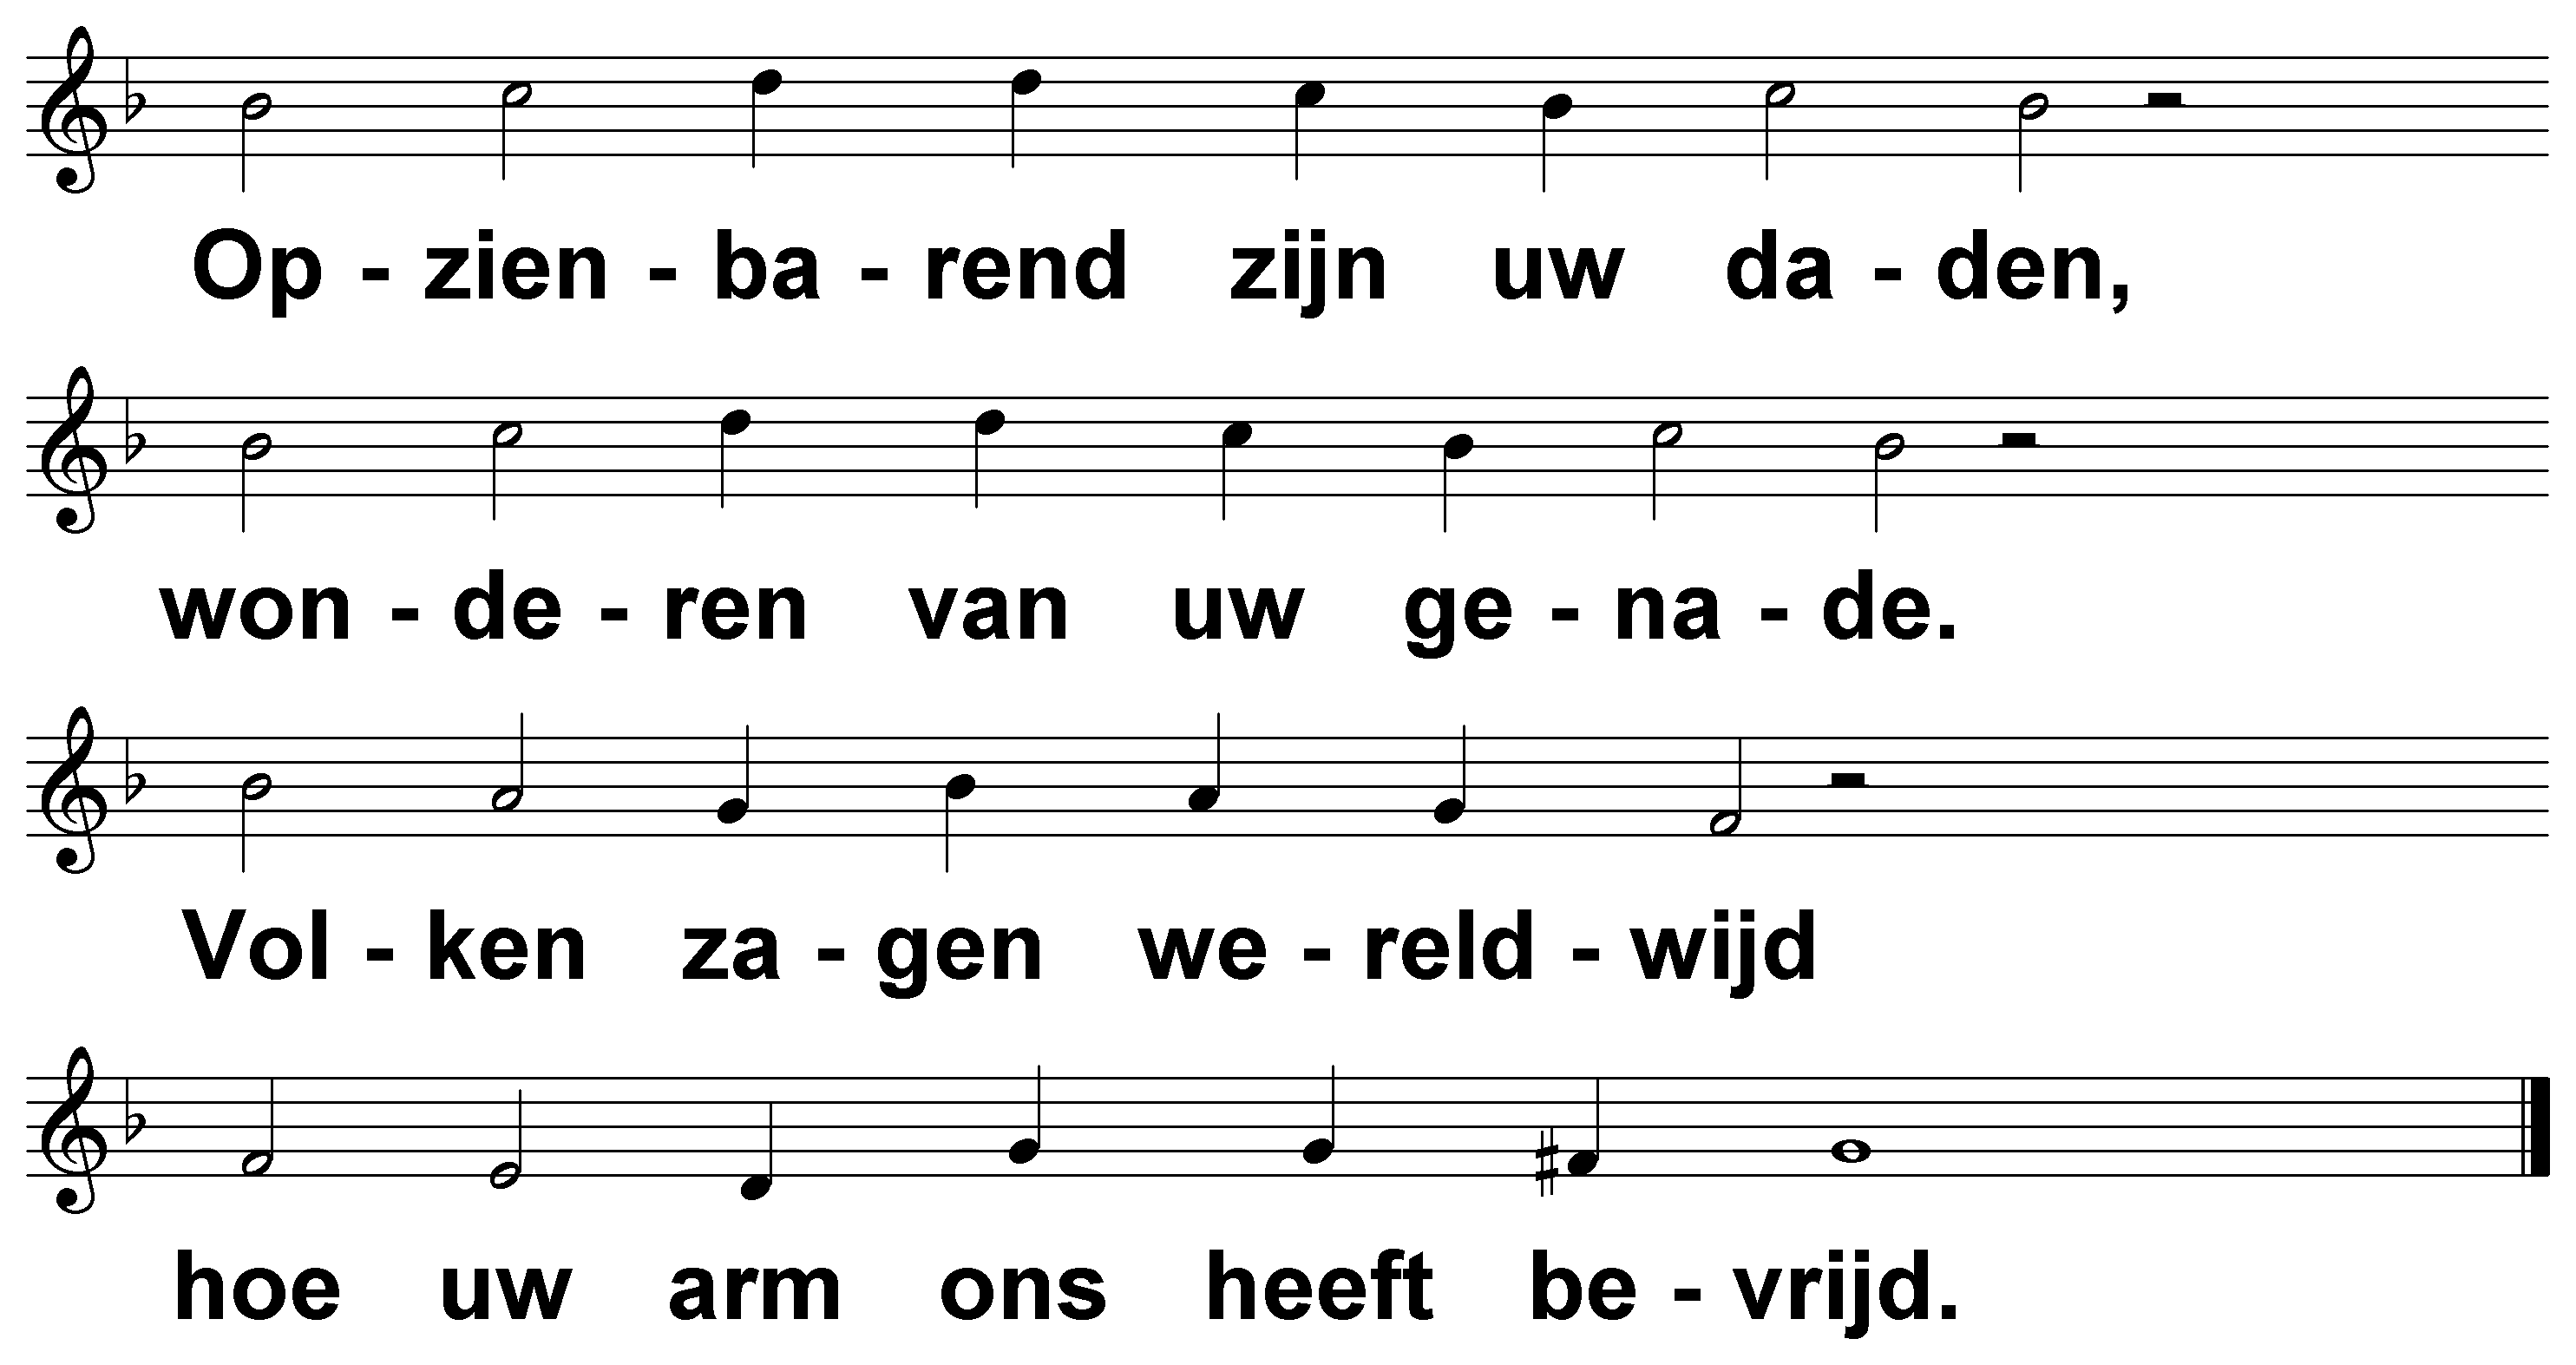 Op - zien - ba - rend zijn uw da - den,
won - de - ren van uw ge - na - de.
Vol - ken za - gen we - reld - wijd
hoe uw arm ons heeft be - vrijd.